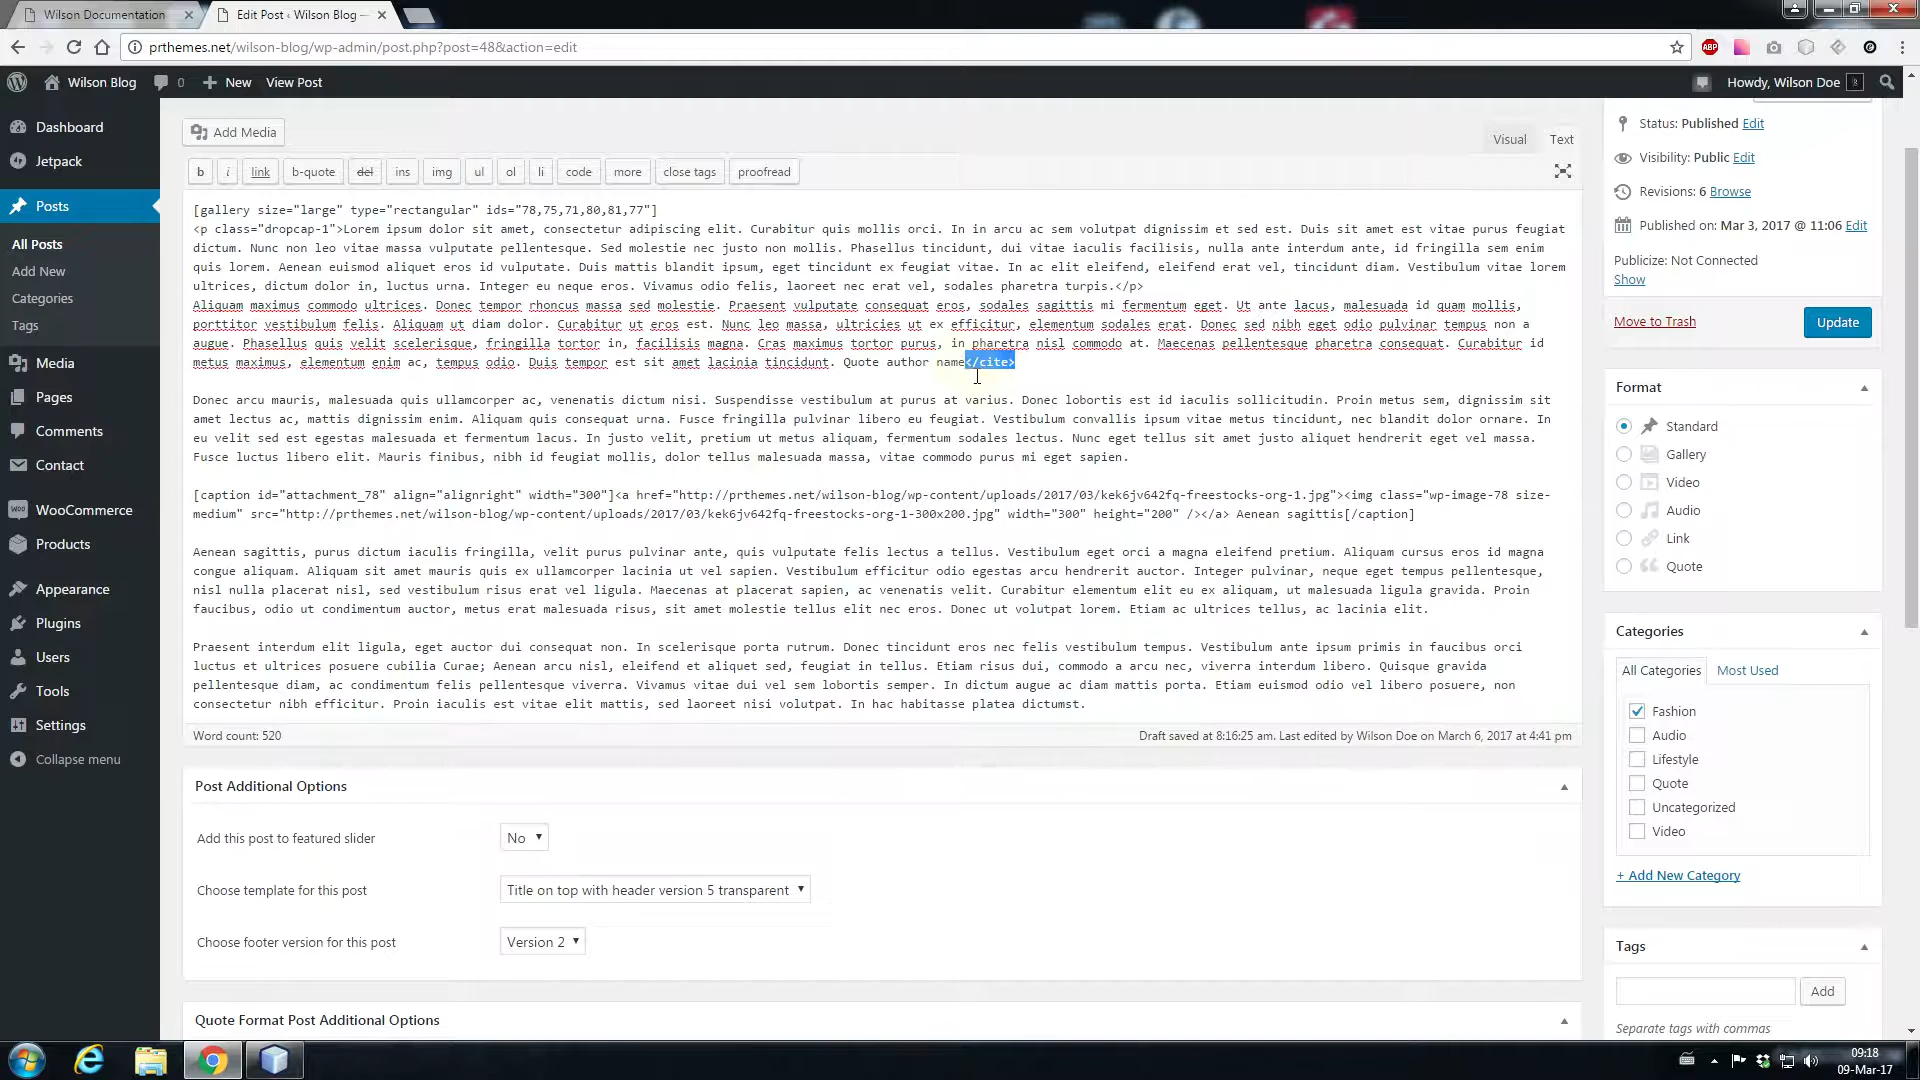 Wilson Documentation
Edit Post ‹ Wilson Blog —
prthemes.net/wilson-blog/wp-admin/post.php?post=48&action=edit
ABP
Wilson Blog
0
New
View Post
Howdy, Wilson Doe
Dashboard
Jetpack
Posts
All Posts
Add New
Categories
Tags
Media
Pages
Comments
Contact
WooCommerce
Products
Appearance
Plugins
Users
Tools
Settings
Collapse menu
Add Media
Visual
Text
b
i
link
b-quote
del
ins
img
ul
ol
li
code
more
close tags
proofread
[gallery size="large" type="rectangular" ids="78,75,71,80,81,77"]
<p class="dropcap-1">Lorem ipsum dolor sit amet, consectetur adipiscing elit. Curabitur quis mollis orci. In in arcu ac sem volutpat dignissim et sed est. Duis sit amet est vitae purus feugiat
dictum. Nunc non leo vitae massa vulputate pellentesque. Sed molestie nec justo non mollis. Phasellus tincidunt, dui vitae iaculis facilisis, nulla ante interdum ante, id fringilla sem enim
quis lorem. Aenean euismod aliquet eros id vulputate. Duis mattis blandit ipsum, eget tincidunt ex feugiat vitae. In ac elit eleifend, eleifend erat vel, tincidunt diam. Vestibulum vitae lorem
ultrices, dictum dolor in, luctus urna. Integer eu neque eros. Vivamus odio felis, laoreet nec erat vel, sodales pharetra turpis.</p>
Aliquam maximus commodo ultrices. Donec tempor rhoncus massa sed molestie. Praesent vulputate consequat eros, sodales sagittis mi fermentum eget. Ut ante lacus, malesuada id quam mollis,
porttitor vestibulum felis. Aliquam ut diam dolor. Curabitur ut eros est. Nunc leo massa, ultricies ut ex efficitur, elementum sodales erat. Donec sed nibh eget odio pulvinar tempus non a
augue. Phasellus quis velit scelerisque, fringilla tortor in, facilisis magna. Cras maximus tortor purus, in pharetra nisl commodo at. Maecenas pellentesque pharetra consequat. Curabitur id
metus maximus, elementum enim ac, tempus odio. Duis tempor est sit amet lacinia tincidunt. Quote author name</cite>
Donec arcu mauris, malesuada quis ullamcorper ac, venenatis dictum nisi. Suspendisse vestibulum at purus at varius. Donec lobortis est id iaculis sollicitudin. Proin metus sem, dignissim sit
amet lectus ac, mattis dignissim enim. Aliquam quis consequat urna. Fusce fringilla pulvinar libero eu feugiat. Vestibulum convallis ipsum vitae metus tincidunt, nec blandit dolor ornare. In
eu velit sed est egestas malesuada et fermentum lacus. In justo velit, pretium ut metus aliquam, fermentum sodales lectus. Nunc eget tellus sit amet justo aliquet hendrerit eget vel massa.
Fusce luctus libero elit. Mauris finibus, nibh id feugiat mollis, dolor tellus malesuada massa, vitae commodo purus mi eget sapien.
[caption id="attachment_78" align="alignright" width="300"]<a href="http://prthemes.net/wilson-blog/wp-content/uploads/2017/03/kek6jv642fq-freestocks-org-1.jpg"><img class="wp-image-78 size-
medium" src="http://prthemes.net/wilson-blog/wp-content/uploads/2017/03/kek6jv642fq-freestocks-org-1-300x200.jpg" width="300" height="200" /></a> Aenean sagittis[/caption]
Aenean sagittis, purus dictum iaculis fringilla, velit purus pulvinar ante, quis vulputate felis lectus a tellus. Vestibulum eget orci a magna eleifend pretium. Aliquam cursus eros id magna
congue aliquam. Aliquam sit amet mauris quis ex ullamcorper lacinia ut vel sapien. Vestibulum efficitur odio egestas arcu hendrerit auctor. Integer pulvinar, neque eget tempus pellentesque,
nisl nulla placerat nisl, sed vestibulum risus erat vel ligula. Maecenas at placerat sapien, ac venenatis velit. Curabitur elementum elit eu ex aliquam, ut malesuada ligula gravida. Proin
faucibus, odio ut condimentum auctor, metus erat malesuada risus, sit amet molestie tellus elit nec eros. Donec ut volutpat lorem. Etiam ac ultrices tellus, ac lacinia elit.
Praesent interdum elit ligula, eget auctor dui consequat non. In scelerisque porta rutrum. Donec tincidunt eros nec felis vestibulum tempus. Vestibulum ante ipsum primis in faucibus orci
luctus et ultrices posuere cubilia Curae; Aenean arcu nisl, eleifend et aliquet sed, feugiat in tellus. Etiam risus dui, commodo a arcu nec, viverra interdum libero. Quisque gravida
pellentesque diam, ac condimentum felis pellentesque viverra. Vivamus vitae dui vel sem lobortis semper. In dictum augue ac diam mattis porta. Etiam euismod odio vel libero posuere, non
consectetur nibh efficitur. Proin iaculis est vitae elit mattis, sed laoreet nisi volutpat. In hac habitasse platea dictumst.
Word count: 520
Draft saved at 8:16:25 am. Last edited by Wilson Doe on March 6, 2017 at 4:41 pm
Post Additional Options
Add this post to featured slider
No
Choose template for this post
Title on top with header version 5 transparent
Choose footer version for this post
Version 2
Quote Format Post Additional Options
Status: Published Edit
Visibility: Public Edit
Revisions: 6 Browse
Published on: Mar 3, 2017 @ 11:06 Edit
Publicize: Not Connected
Show
Move to Trash
Update
Format
Standard
Gallery
Video
Audio
Link
Quote
Categories
All Categories
Most Used
Fashion
Audio
Lifestyle
Quote
Uncategorized
Video
+ Add New Category
Tags
Add
Separate tags with commas
09:18
09-Mar-17